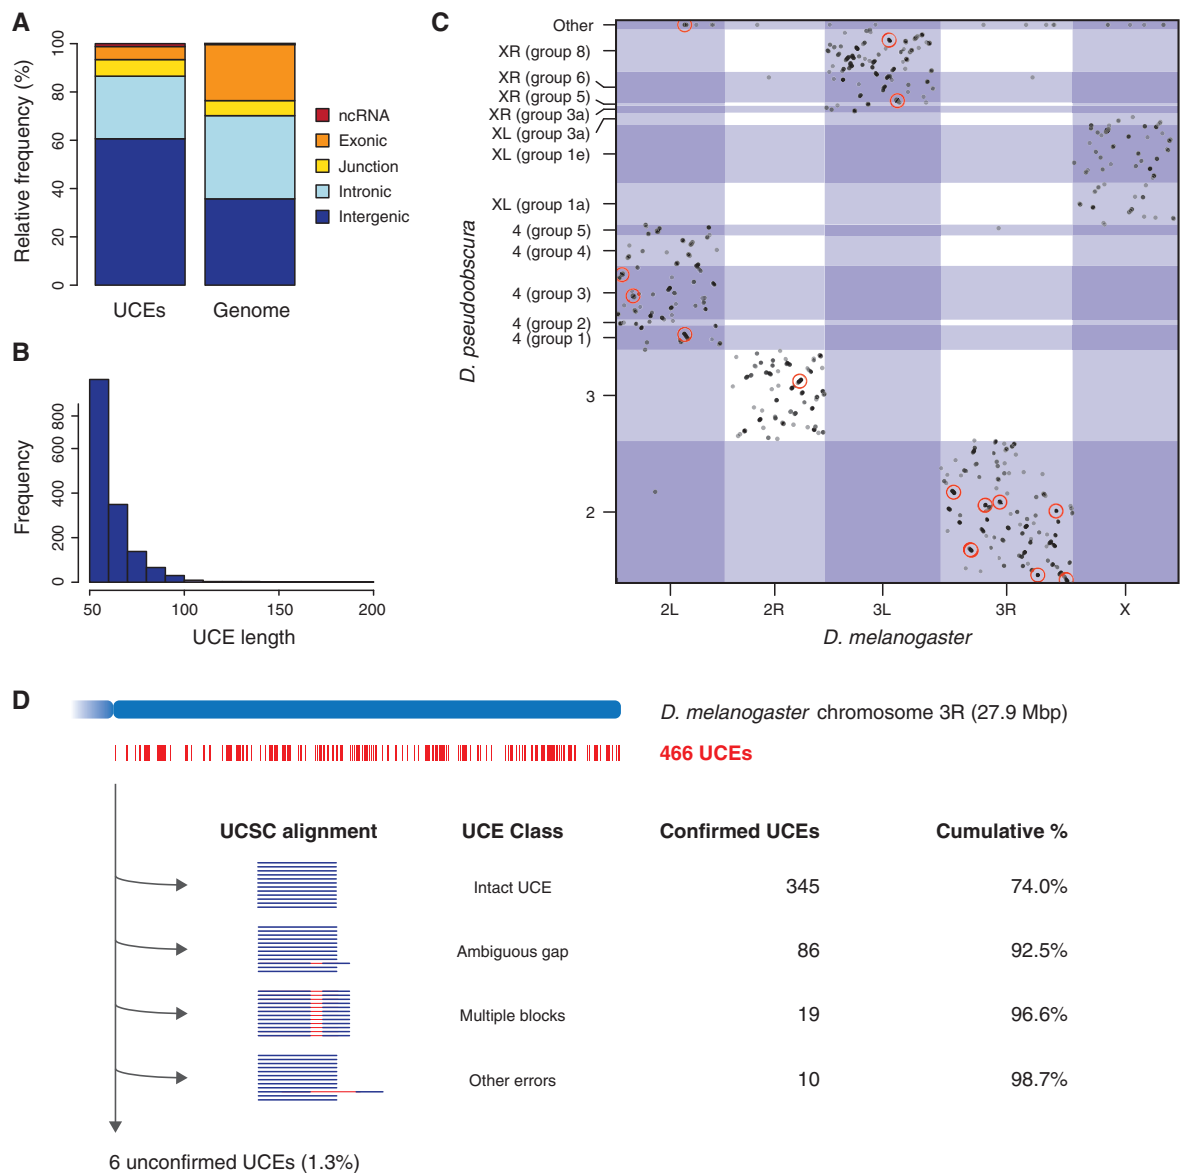 A
Relative frequency (%)
100
80
60
40
20
0
UCEs
Genome
ncRNA
Exonic
Junction
Intronic
Intergenic
B
Frequency
800
600
400
200
0
50
100
150
200
UCE length
C
D. pseudoobscura
Other
XR (group 8)
XR (group 6)
XR (group 5)
XR (group 3a)
XL (group 3a)
XL (group 1e)
XL (group 1a)
4 (group 5)
4 (group 4)
4 (group 3)
4 (group 2)
4 (group 1)
3
2
2L
2R
3L
3R
X
D. melanogaster
D
D. melanogaster chromosome 3R (27.9 Mbp)
466 UCEs
UCSC alignment UCE Class Confirmed UCEs Cumulative %
Intact UCE 345 74.0%
Ambiguous gap 86 92.5%
Multiple blocks 19 96.6%
Other errors 10 98.7%
6 unconfirmed UCEs (1.3%)